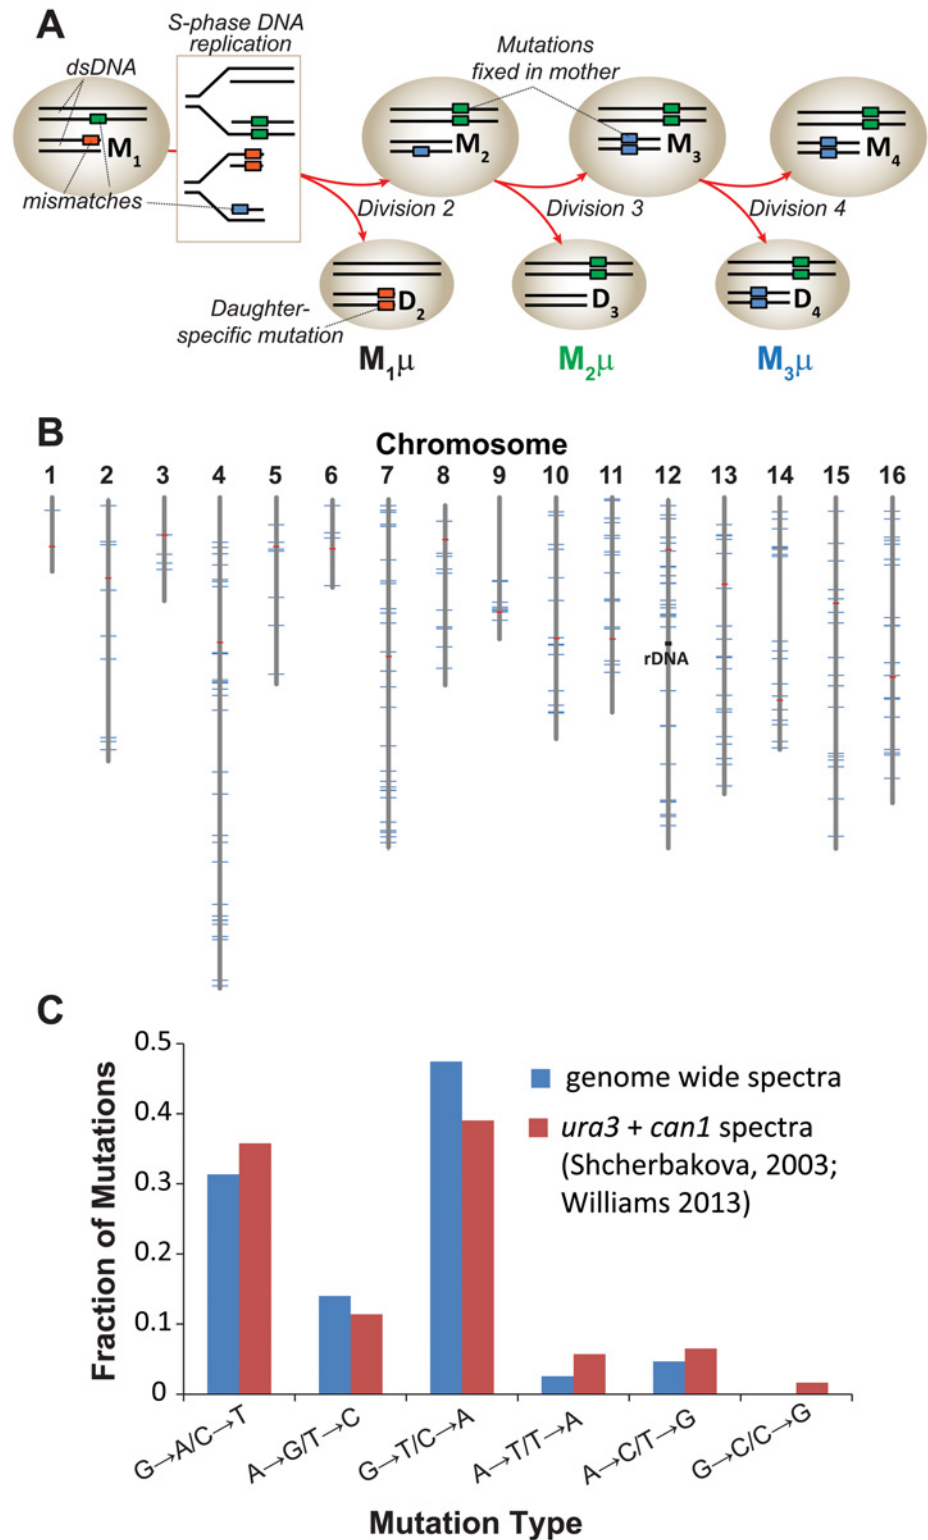 A
S-phase DNA
replication
dsDNA
Mutations
fixed in mother
M1
M2
M3
M4
mismatches
Division 2
Division 3
Division 4
D2
D3
D4
Daughter-
specific mutation
M1μ
M2μ
M3μ
B
Chromosome
1 2 3 4 5 6 7 8 9 10 11 12 13 14 15 16
rDNA
C
Fraction of Mutations
0.5
0.4
0.3
0.2
0.1
0
genome wide spectra
ura3 + can1 spectra
(Shcherbakova, 2003;
Williams 2013)
G→A/C→T
A→G/T→C
G→T/C→A
A→T/T→A
A→C/T→G
G→C/C→G
Mutation Type